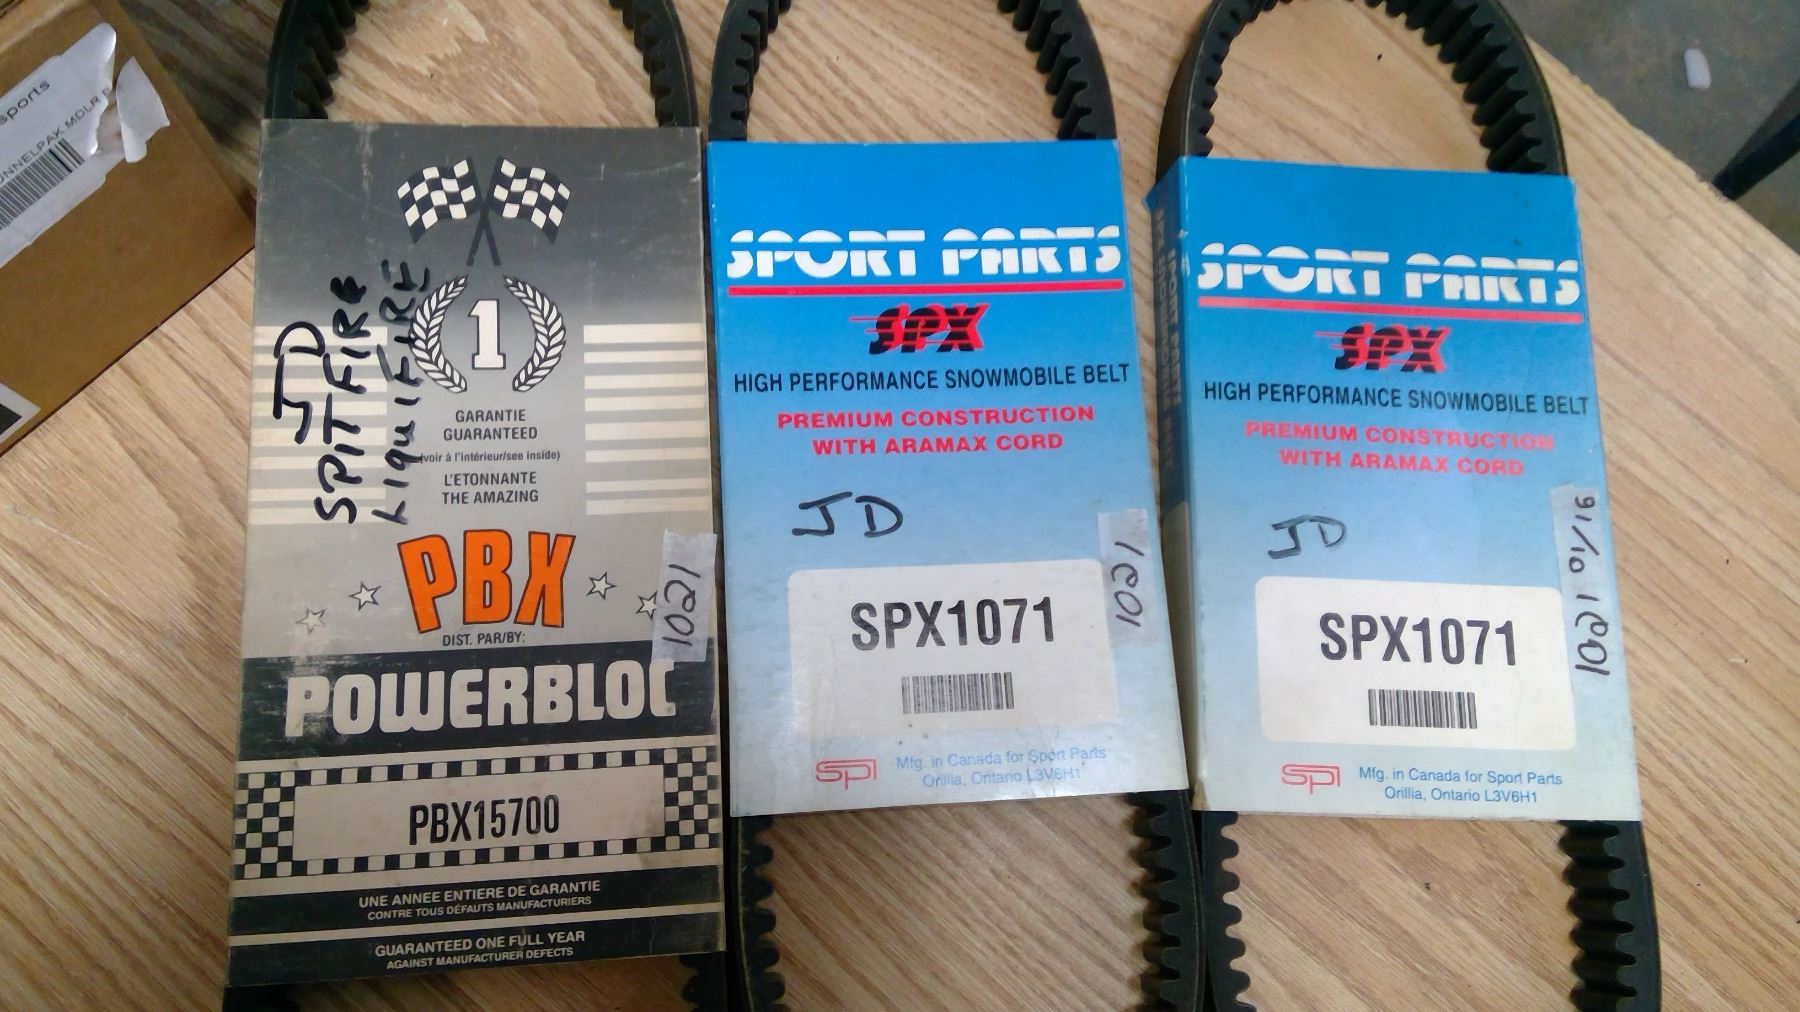 sports
NNELPAK MDLR
JD
SPITFIRE
LIQUIFIRE
1
GARANTIE
GUARANTEED
(voir à l'intérieur/see inside)
L'ETONNANTE
THE AMAZING
PBX
DIST. PAR/BY:
POWERBLOC
PBX15700
UNE ANNEE ENTIERE DE GARANTIE
CONTRE TOUS DÉFAUTS MANUFACTURIERS
GUARANTEED ONE FULL YEAR
AGAINST MANUFACTURER DEFECTS
1021
SPORT PARTS
SPX
HIGH PERFORMANCE SNOWMOBILE BELT
PREMIUM CONSTRUCTION
WITH ARAMAX CORD
JD
SPX1071
1021
spi
Mfg. in Canada for Sport Parts
Orillia, Ontario L3V6H1
SPORT PARTS
SPX
HIGH PERFORMANCE SNOWMOBILE BELT
PREMIUM CONSTRUCTION
WITH ARAMAX CORD
JD
SPX1071
spi
Mfg. in Canada for Sport Parts
Orillia, Ontario L3V6H1